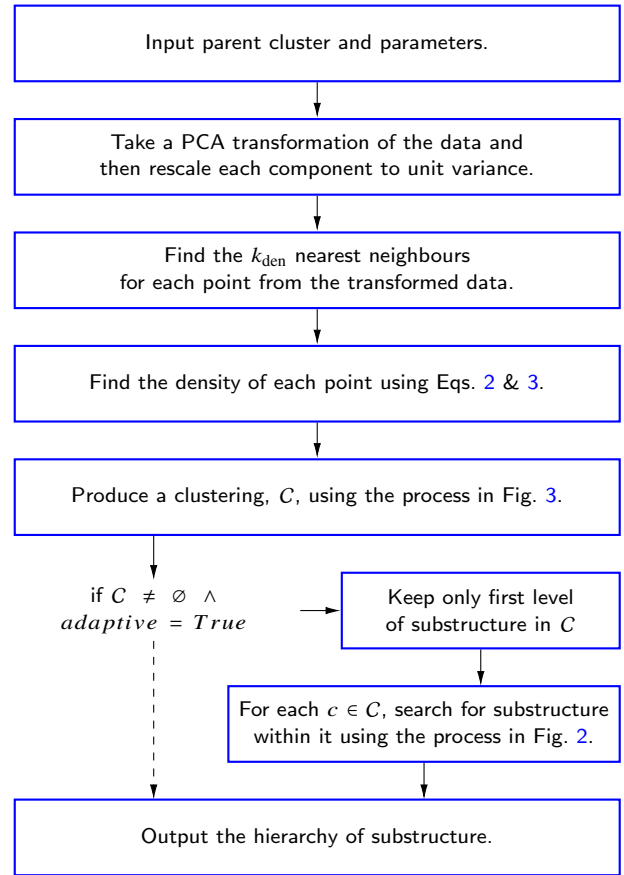 Input parent cluster and parameters.
Take a PCA transformation of the data and
then rescale each component to unit variance.
Find the k_den nearest neighbours
for each point from the transformed data.
Find the density of each point using Eqs. 2 & 3.
Produce a clustering, C, using the process in Fig. 3.
if C ≠ ∅ ∧
adaptive = True
Keep only first level
of substructure in C
For each c ∈ C, search for substructure
within it using the process in Fig. 2.
Output the hierarchy of substructure.